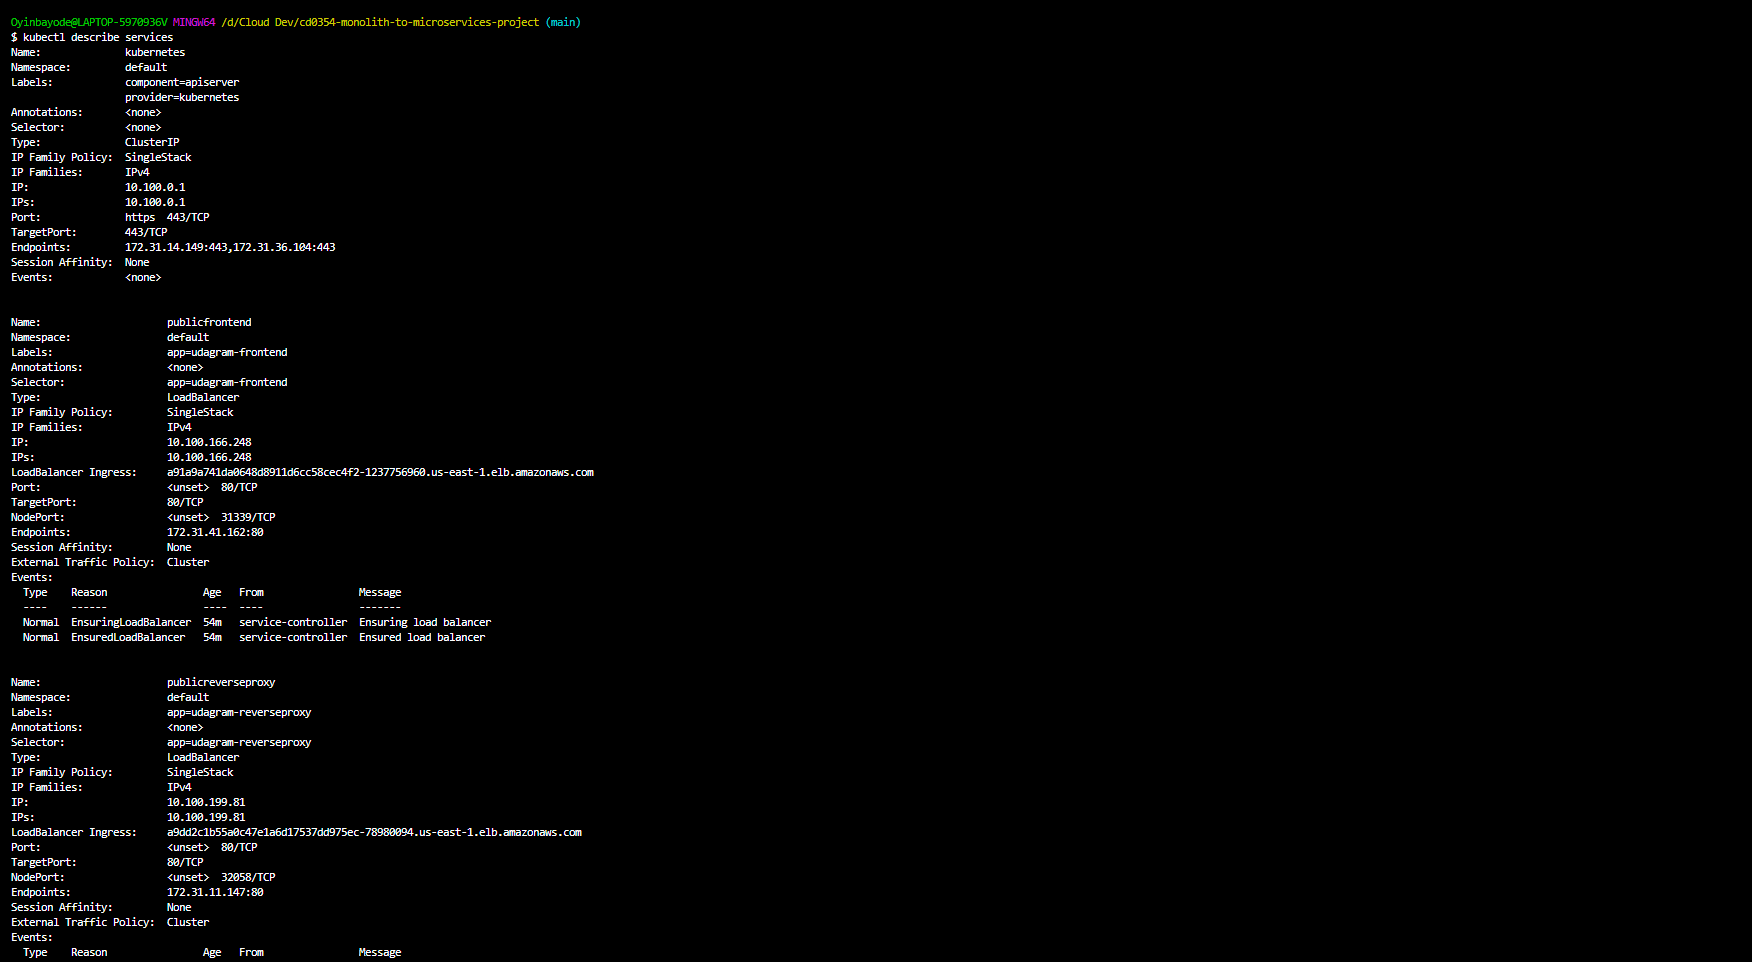 Oyinbayode@LAPTOP-5970936V MINGW64 /d/Cloud Dev/cd0354-monolith-to-microservices-project (main)
$ kubectl describe services
Name:              kubernetes
Namespace:         default
Labels:            component=apiserver
                   provider=kubernetes
Annotations:       <none>
Selector:          <none>
Type:              ClusterIP
IP Family Policy:  SingleStack
IP Families:       IPv4
IP:                10.100.0.1
IPs:               10.100.0.1
Port:              https  443/TCP
TargetPort:        443/TCP
Endpoints:         172.31.14.149:443,172.31.36.104:443
Session Affinity:  None
Events:            <none>
Name:                     publicfrontend
Namespace:                default
Labels:                   app=udagram-frontend
Annotations:              <none>
Selector:                 app=udagram-frontend
Type:                     LoadBalancer
IP Family Policy:         SingleStack
IP Families:              IPv4
IP:                       10.100.166.248
IPs:                      10.100.166.248
LoadBalancer Ingress:     a91a9a741da0648d8911d6cc58cec4f2-1237756960.us-east-1.elb.amazonaws.com
Port:                     <unset>  80/TCP
TargetPort:               80/TCP
NodePort:                 <unset>  31339/TCP
Endpoints:                172.31.41.162:80
Session Affinity:         None
External Traffic Policy:  Cluster
Events:
  Type    Reason                Age   From                Message
  ----    ------                ----  ----                -------
  Normal  EnsuringLoadBalancer  54m   service-controller  Ensuring load balancer
  Normal  EnsuredLoadBalancer   54m   service-controller  Ensured load balancer
Name:                     publicreverseproxy
Namespace:                default
Labels:                   app=udagram-reverseproxy
Annotations:              <none>
Selector:                 app=udagram-reverseproxy
Type:                     LoadBalancer
IP Family Policy:         SingleStack
IP Families:              IPv4
IP:                       10.100.199.81
IPs:                      10.100.199.81
LoadBalancer Ingress:     a9dd2c1b55a0c47e1a6d17537dd975ec-78980094.us-east-1.elb.amazonaws.com
Port:                     <unset>  80/TCP
TargetPort:               80/TCP
NodePort:                 <unset>  32058/TCP
Endpoints:                172.31.11.147:80
Session Affinity:         None
External Traffic Policy:  Cluster
Events:
  Type    Reason                Age   From                Message